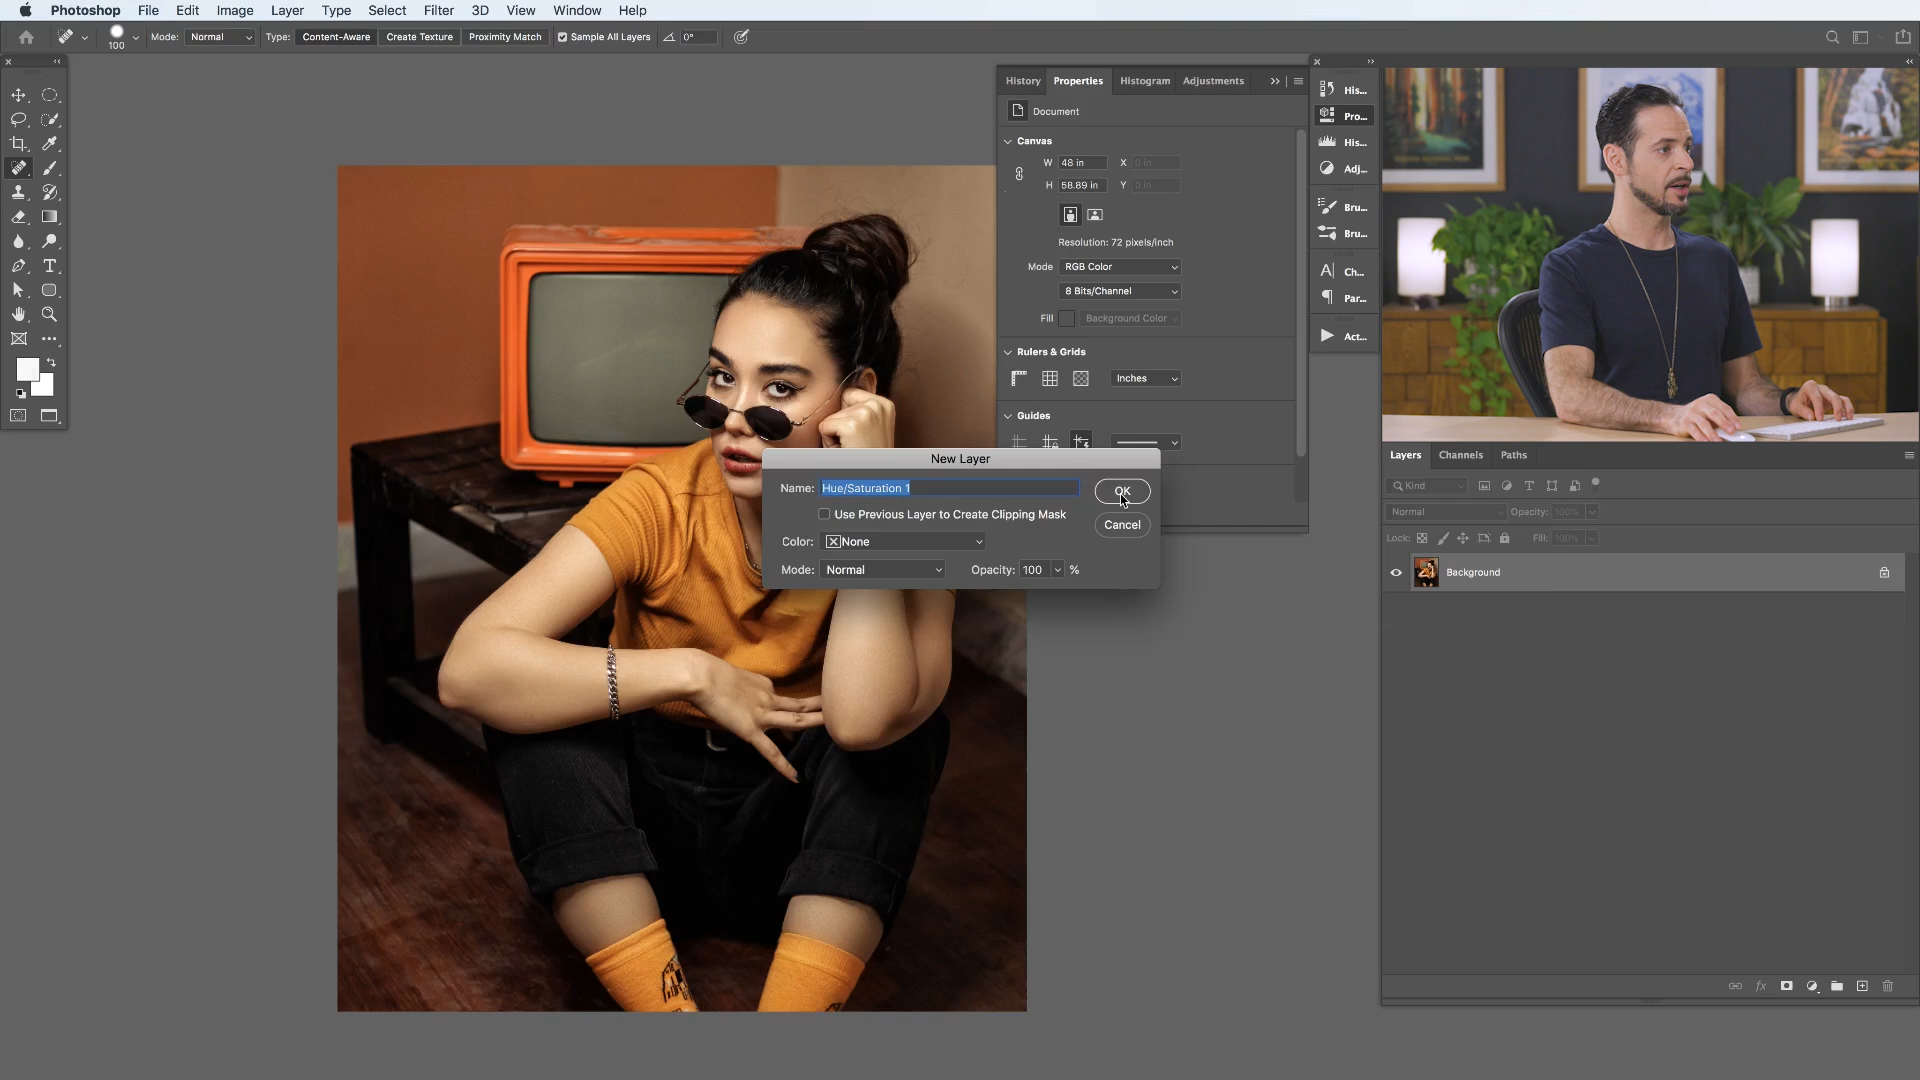 Photoshop File Edit Image Layer Type Select Filter 3D View Window Help
100 Mode: Normal Type: Content-Aware Create Texture Proximity Match Sample All Layers 0°
History Properties Histogram Adjustments
Document
Canvas
W 48 in X 0 in
H 58.89 in Y 0 in
Resolution: 72 pixels/inch
Mode RGB Color
8 Bits/Channel
Fill Background Color
Rulers & Grids
Inches
Guides
His...
Pro...
His...
Adj...
Bru...
Bru...
Ch...
Par...
Act...
New Layer
Name: Hue/Saturation 1
OK
Use Previous Layer to Create Clipping Mask
Cancel
Color: None
Mode: Normal Opacity: 100 %
Layers Channels Paths
Kind
Normal Opacity: 100%
Lock: Fill: 100%
Background
fx